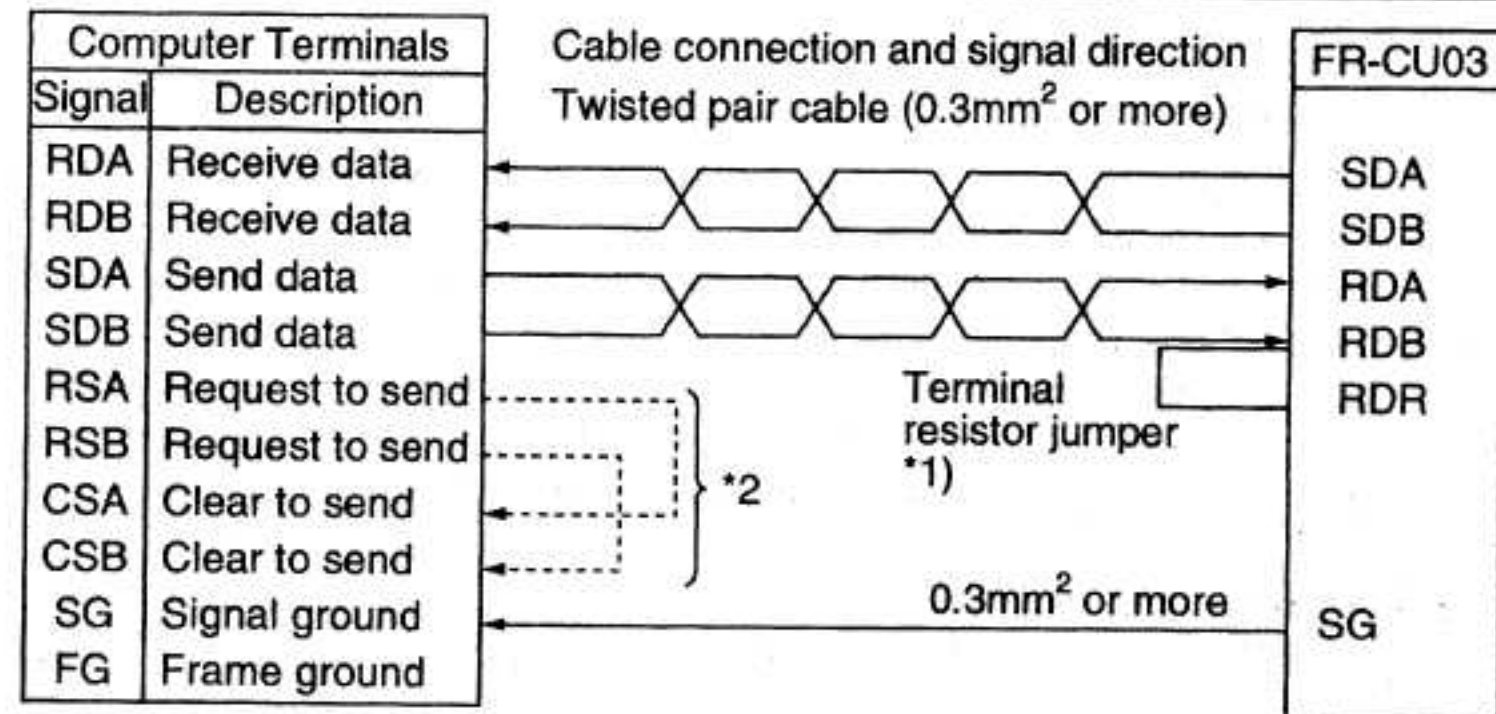 Computer Terminals
Signal Description
RDA Receive data
RDB Receive data
SDA Send data
SDB Send data
RSA Request to send
RSB Request to send
CSA Clear to send
CSB Clear to send
SG Signal ground
FG Frame ground
Cable connection and signal direction
Twisted pair cable (0.3mm² or more)
*2
Terminal
resistor jumper
*1)
0.3mm² or more
FR-CU03
SDA
SDB
RDA
RDB
RDR
SG